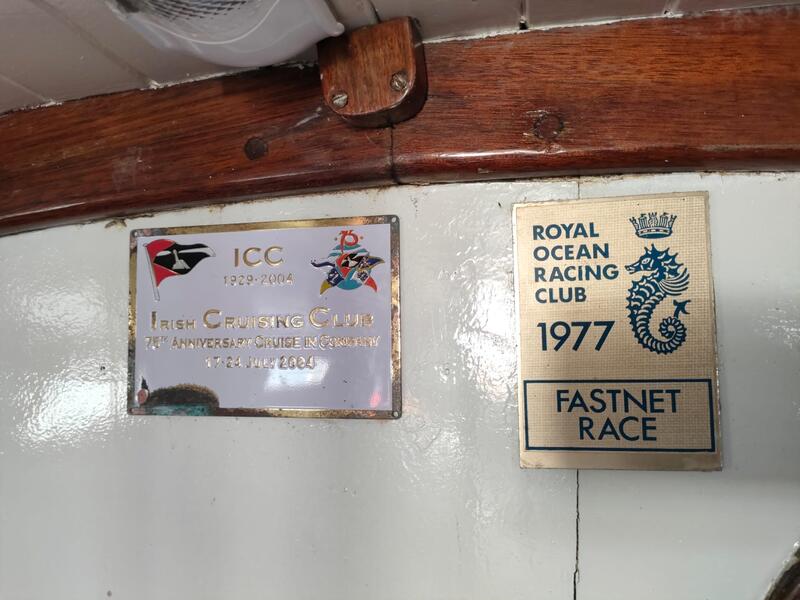 ICC
1929·2004
IRISH CRUISING CLUB
75TH ANNIVERSARY CRUISE IN COMPANY
17-24 JULY 2004
ROYAL
OCEAN
RACING
CLUB
1977
FASTNET
RACE